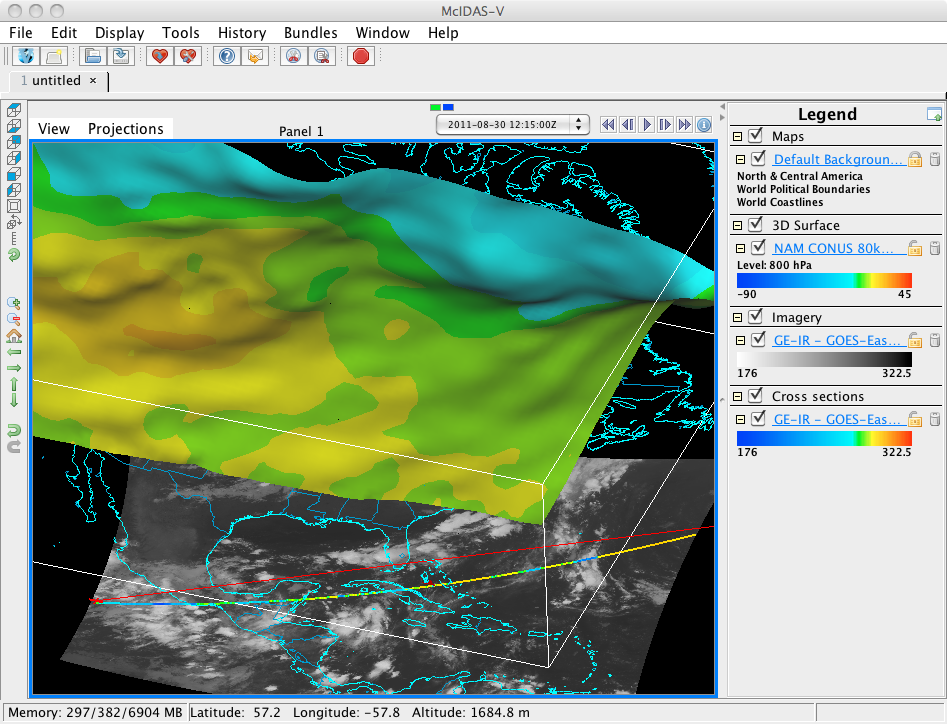 McIDAS-V
File Edit Display Tools History Bundles Window Help
1 untitled ×
View Projections
Panel 1
2011-08-30 12:15:00Z
Legend
Maps
Default Backgroun...
North & Central America
World Political Boundaries
World Coastlines
3D Surface
NAM CONUS 80k...
Level: 800 hPa
-90 45
Imagery
GE-IR - GOES-Eas...
176 322.5
Cross sections
GE-IR - GOES-Eas...
176 322.5
Memory: 297/382/6904 MB Latitude: 57.2 Longitude: -57.8 Altitude: 1684.8 m